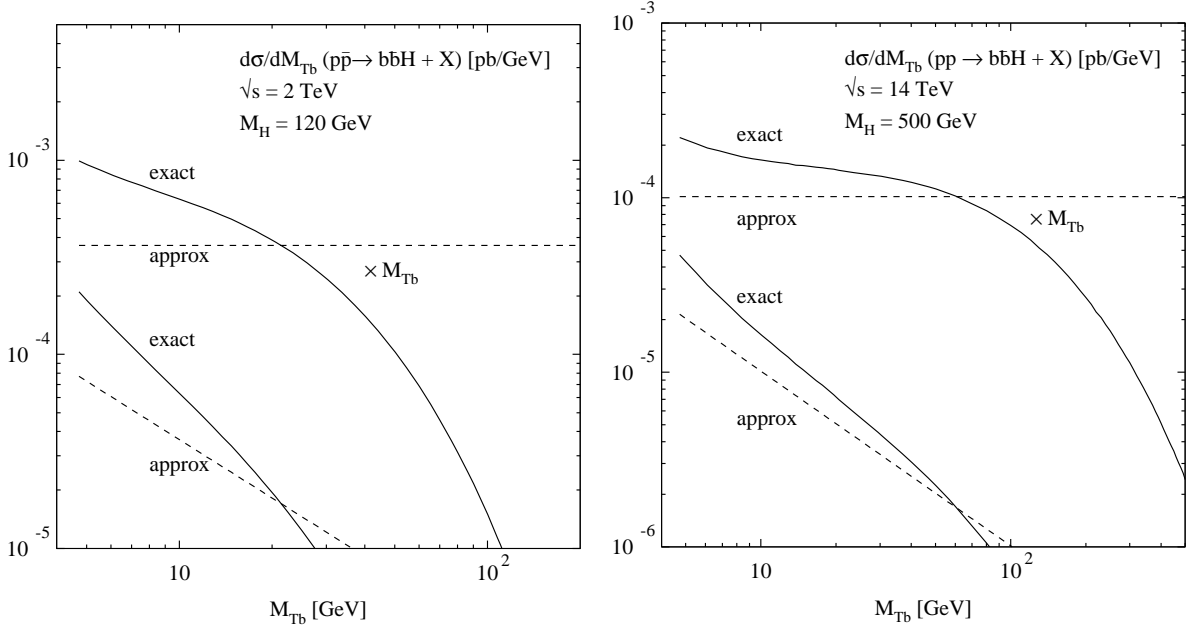 dσ/dM_Tb (pp̄→ bb̄H + X) [pb/GeV]
√s = 2 TeV
M_H = 120 GeV
10^-3
exact
approx
× M_Tb
exact
10^-4
approx
10^-5
10
10^2
M_Tb [GeV]
10^-3
dσ/dM_Tb (pp → bb̄H + X) [pb/GeV]
√s = 14 TeV
M_H = 500 GeV
exact
10^-4
approx
× M_Tb
exact
10^-5
approx
10^-6
10
10^2
M_Tb [GeV]